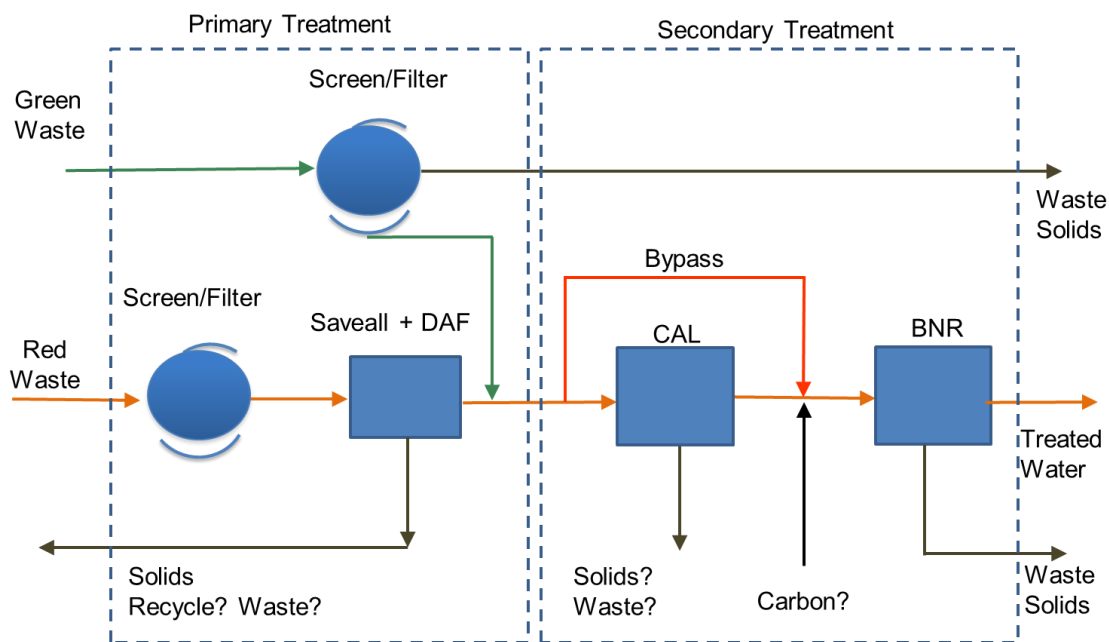 Primary Treatment
Secondary Treatment
Screen/Filter
Green
Waste
Waste
Solids
Bypass
Screen/Filter
Saveall + DAF
CAL
BNR
Red
Waste
Treated
Water
Solids
Recycle? Waste?
Solids?
Waste?
Carbon?
Waste
Solids